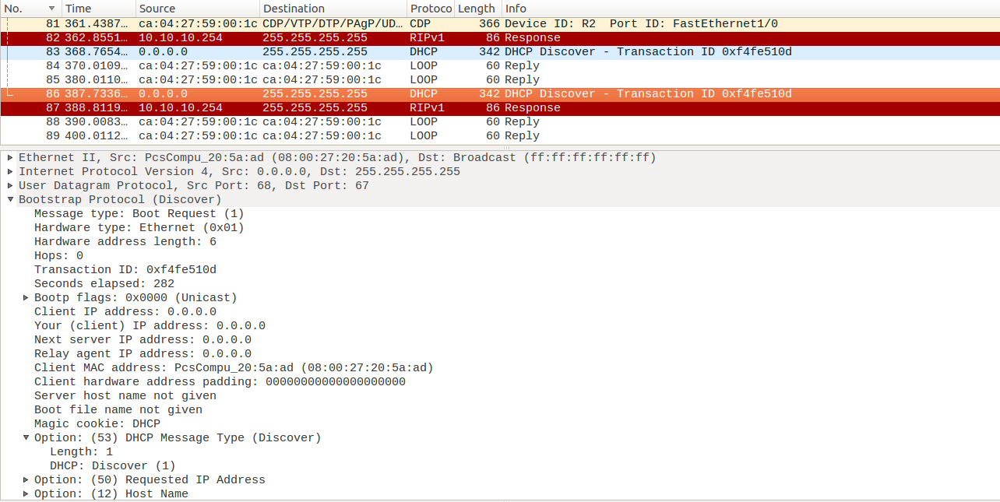 No. Time Source Destination Protoco Length Info
81 361.4387… ca:04:27:59:00:1c CDP/VTP/DTP/PAgP/UD… CDP 366 Device ID: R2  Port ID: FastEthernet1/0
82 362.8551… 10.10.10.254 255.255.255.255 RIPv1 86 Response
83 368.7654… 0.0.0.0 255.255.255.255 DHCP 342 DHCP Discover - Transaction ID 0xf4fe510d
84 370.0109… ca:04:27:59:00:1c ca:04:27:59:00:1c LOOP 60 Reply
85 380.0110… ca:04:27:59:00:1c ca:04:27:59:00:1c LOOP 60 Reply
86 387.7336… 0.0.0.0 255.255.255.255 DHCP 342 DHCP Discover - Transaction ID 0xf4fe510d
87 388.8119… 10.10.10.254 255.255.255.255 RIPv1 86 Response
88 390.0083… ca:04:27:59:00:1c ca:04:27:59:00:1c LOOP 60 Reply
89 400.0112… ca:04:27:59:00:1c ca:04:27:59:00:1c LOOP 60 Reply
Ethernet II, Src: PcsCompu_20:5a:ad (08:00:27:20:5a:ad), Dst: Broadcast (ff:ff:ff:ff:ff:ff)
Internet Protocol Version 4, Src: 0.0.0.0, Dst: 255.255.255.255
User Datagram Protocol, Src Port: 68, Dst Port: 67
Bootstrap Protocol (Discover)
Message type: Boot Request (1)
Hardware type: Ethernet (0x01)
Hardware address length: 6
Hops: 0
Transaction ID: 0xf4fe510d
Seconds elapsed: 282
Bootp flags: 0x0000 (Unicast)
Client IP address: 0.0.0.0
Your (client) IP address: 0.0.0.0
Next server IP address: 0.0.0.0
Relay agent IP address: 0.0.0.0
Client MAC address: PcsCompu_20:5a:ad (08:00:27:20:5a:ad)
Client hardware address padding: 00000000000000000000
Server host name not given
Boot file name not given
Magic cookie: DHCP
Option: (53) DHCP Message Type (Discover)
Length: 1
DHCP: Discover (1)
Option: (50) Requested IP Address
Option: (12) Host Name